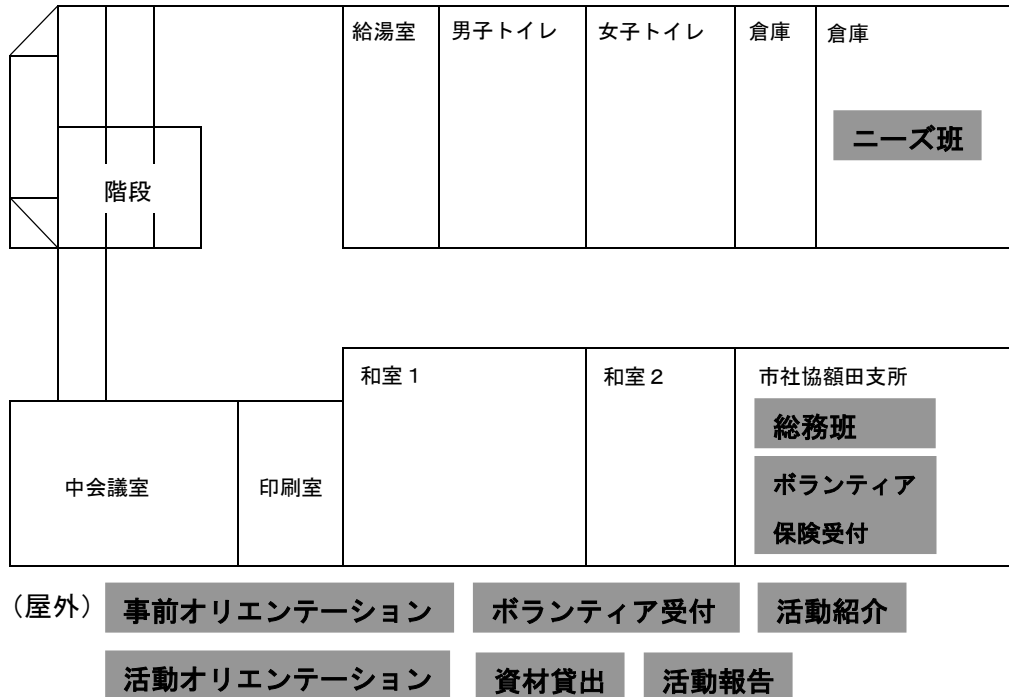 給湯室
男子トイレ
女子トイレ
倉庫
倉庫
ニーズ班
階段
和室1
和室2
市社協額田支所
総務班
ボランティア
保険受付
中会議室
印刷室
(屋外)
事前オリエンテーション
ボランティア受付
活動紹介
活動オリエンテーション
資材貸出
活動報告